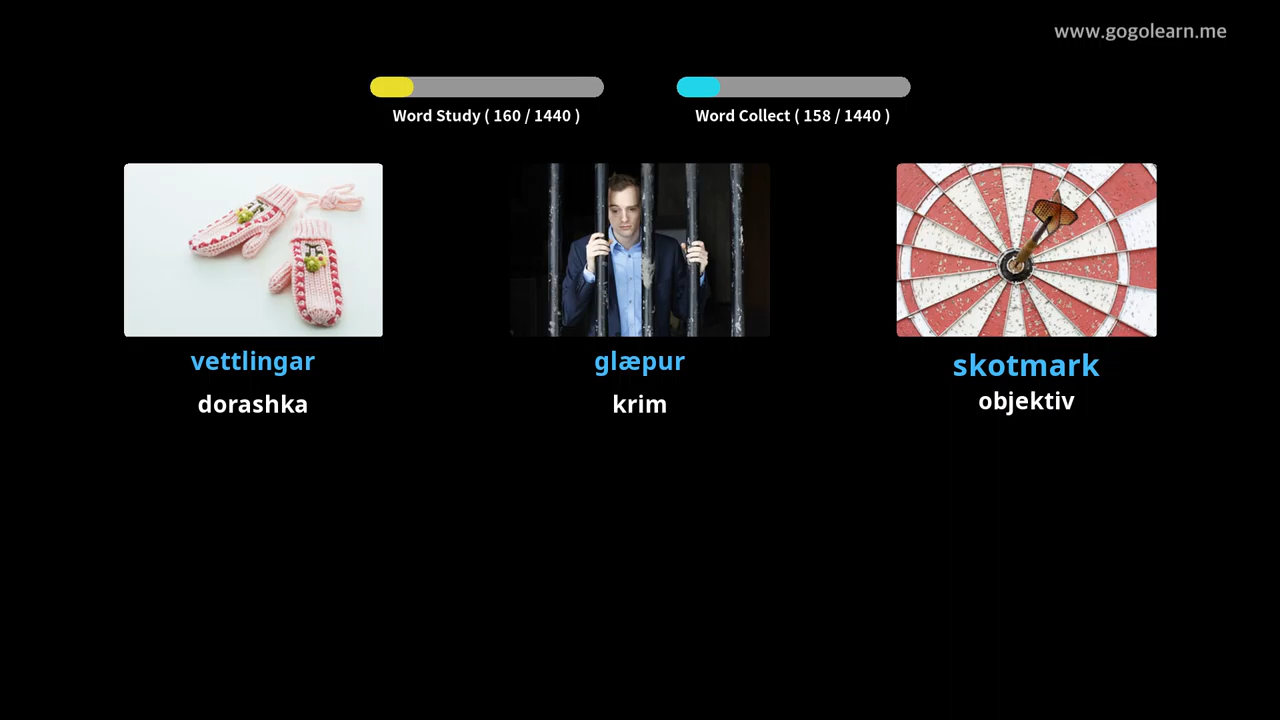 www.gogolearn.me
Word Study ( 160 / 1440 )
Word Collect ( 158 / 1440 )
vettlingar
dorashka
glæpur
krim
skotmark
objektiv